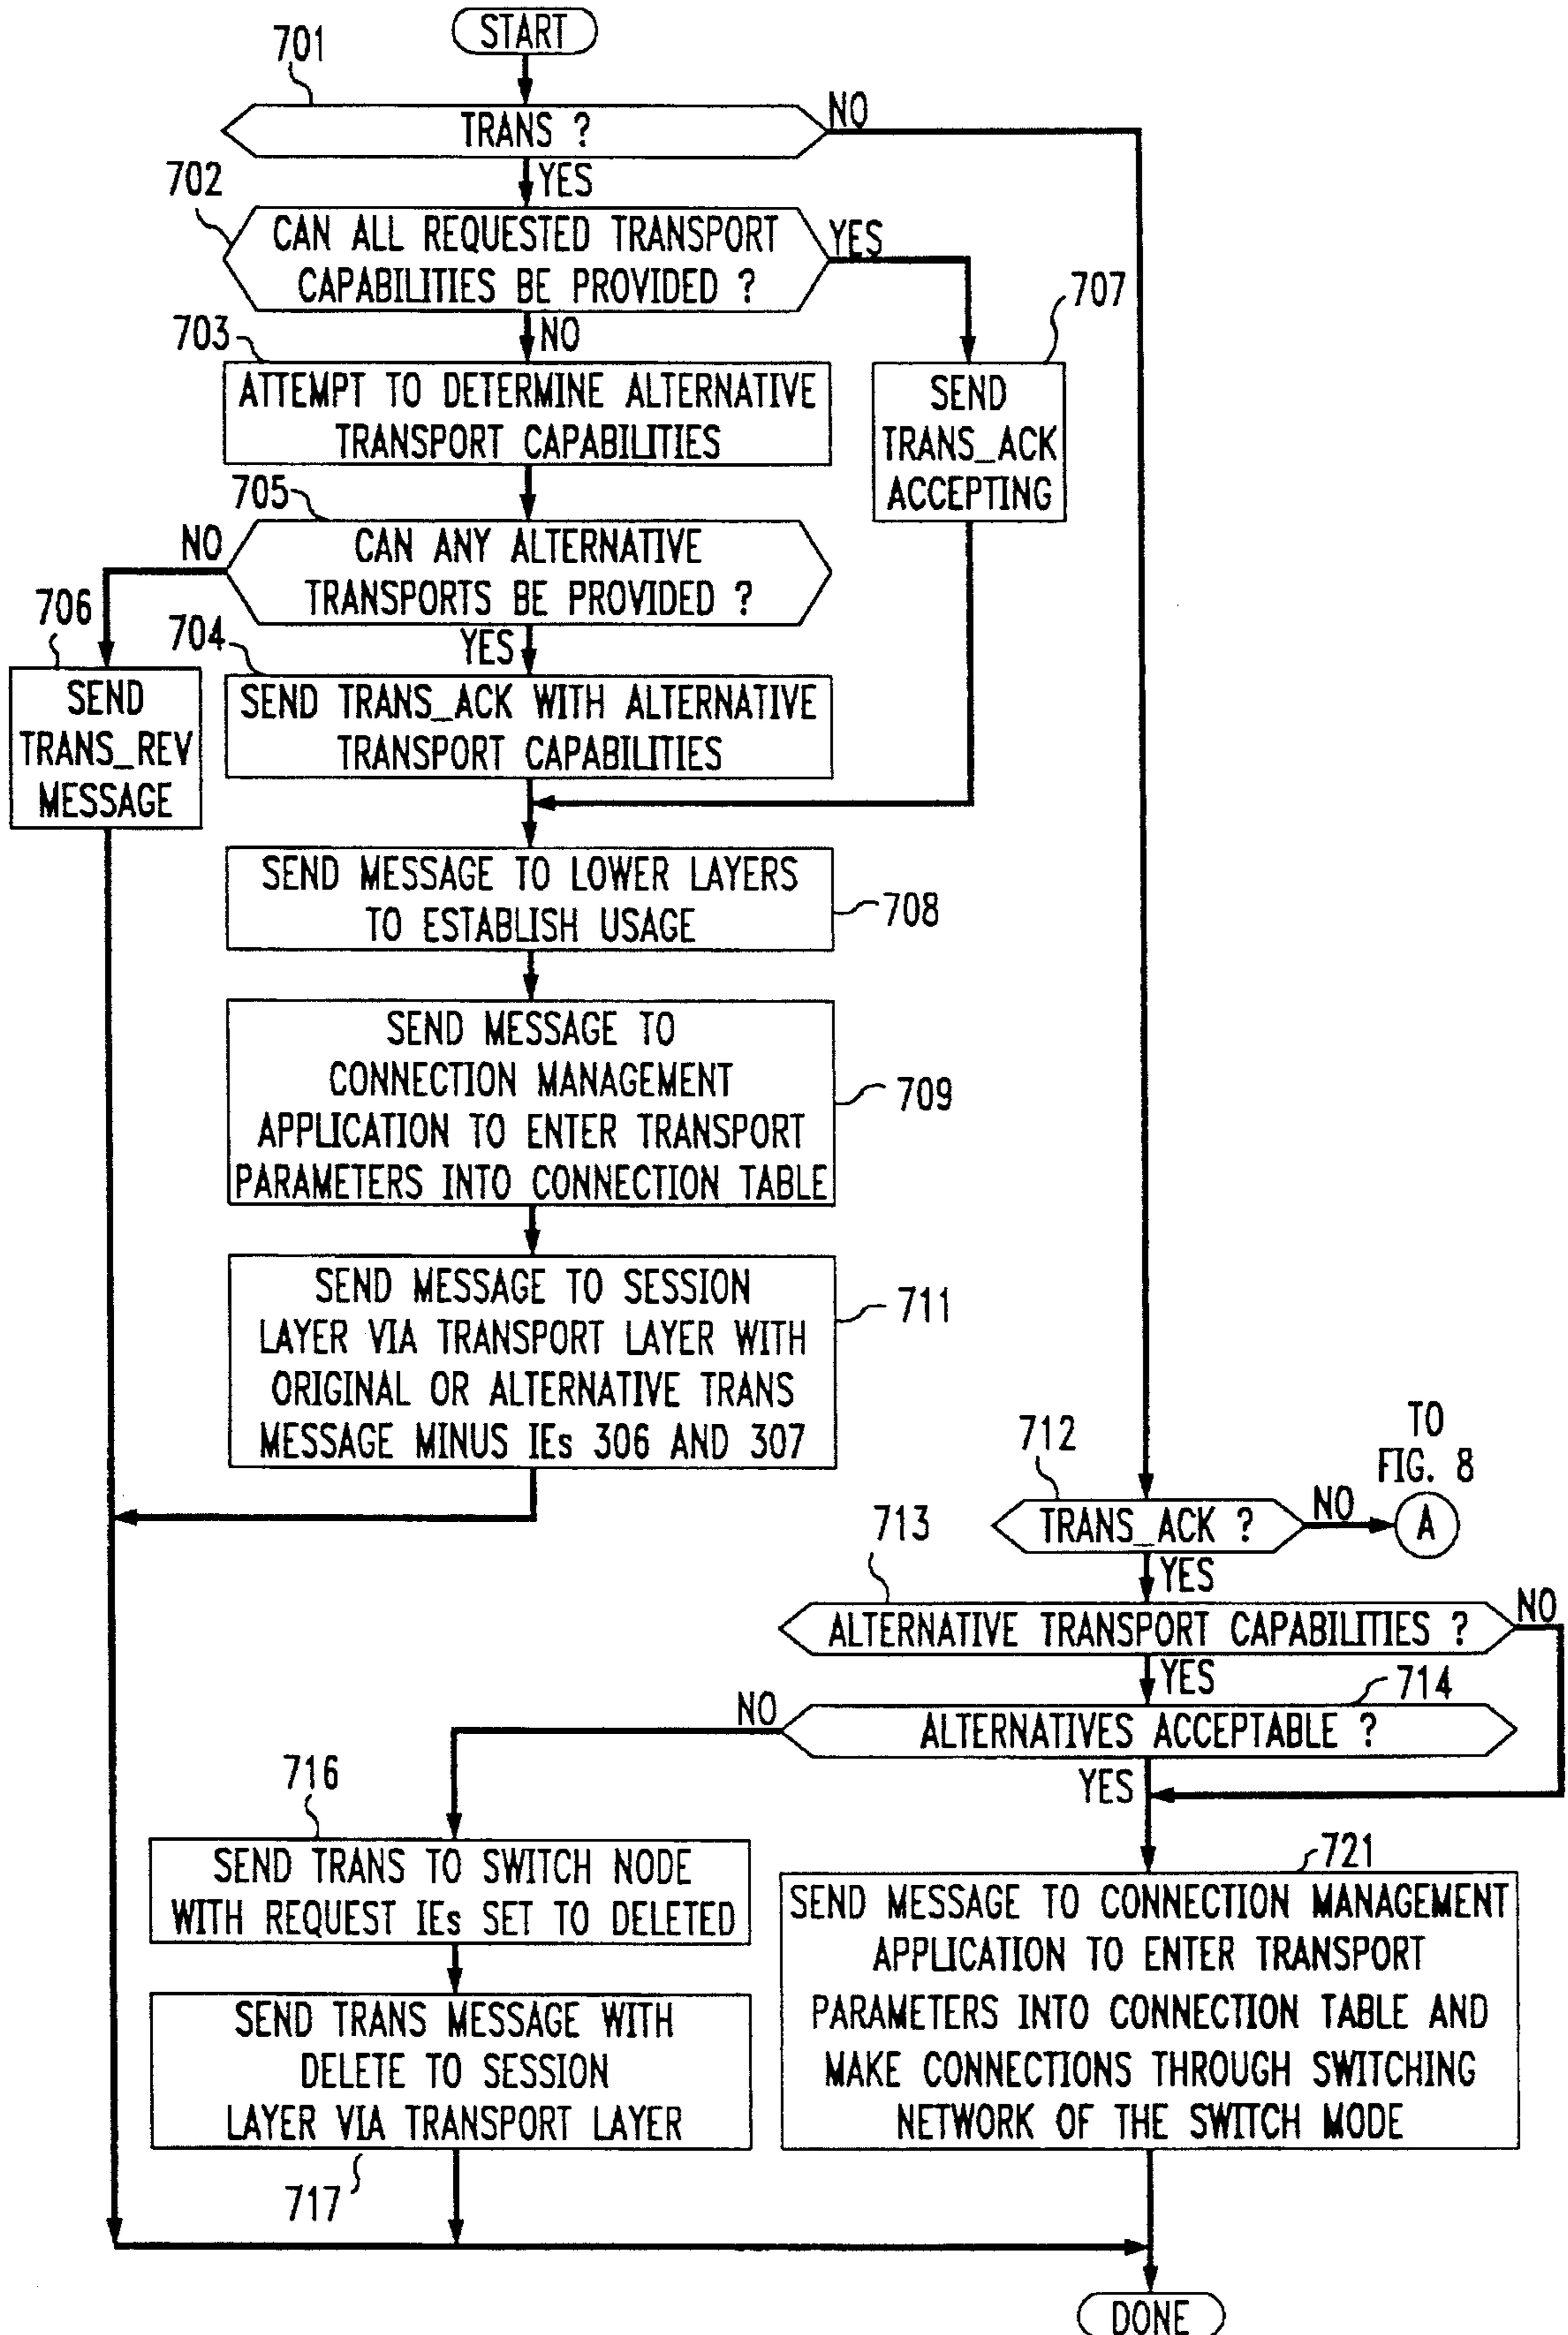 START
701
TRANS ?
NO
YES
702
CAN ALL REQUESTED TRANSPORT
CAPABILITIES BE PROVIDED ?
YES
NO
707
703
ATTEMPT TO DETERMINE ALTERNATIVE
TRANSPORT CAPABILITIES
SEND
TRANS_ACK
ACCEPTING
705
CAN ANY ALTERNATIVE
TRANSPORTS BE PROVIDED ?
NO
YES
706
SEND
TRANS_REV
MESSAGE
704
SEND TRANS_ACK WITH ALTERNATIVE
TRANSPORT CAPABILITIES
SEND MESSAGE TO LOWER LAYERS
TO ESTABLISH USAGE
708
SEND MESSAGE TO
CONNECTION MANAGEMENT
APPLICATION TO ENTER TRANSPORT
PARAMETERS INTO CONNECTION TABLE
709
SEND MESSAGE TO SESSION
LAYER VIA TRANSPORT LAYER WITH
ORIGINAL OR ALTERNATIVE TRANS
MESSAGE MINUS IEs 306 AND 307
711
712
TRANS_ACK ?
NO
TO
FIG. 8
A
YES
713
ALTERNATIVE TRANSPORT CAPABILITIES ?
NO
YES
714
ALTERNATIVES ACCEPTABLE ?
NO
YES
716
SEND TRANS TO SWITCH NODE
WITH REQUEST IEs SET TO DELETED
SEND TRANS MESSAGE WITH
DELETE TO SESSION
LAYER VIA TRANSPORT LAYER
717
721
SEND MESSAGE TO CONNECTION MANAGEMENT
APPLICATION TO ENTER TRANSPORT
PARAMETERS INTO CONNECTION TABLE AND
MAKE CONNECTIONS THROUGH SWITCHING
NETWORK OF THE SWITCH MODE
DONE